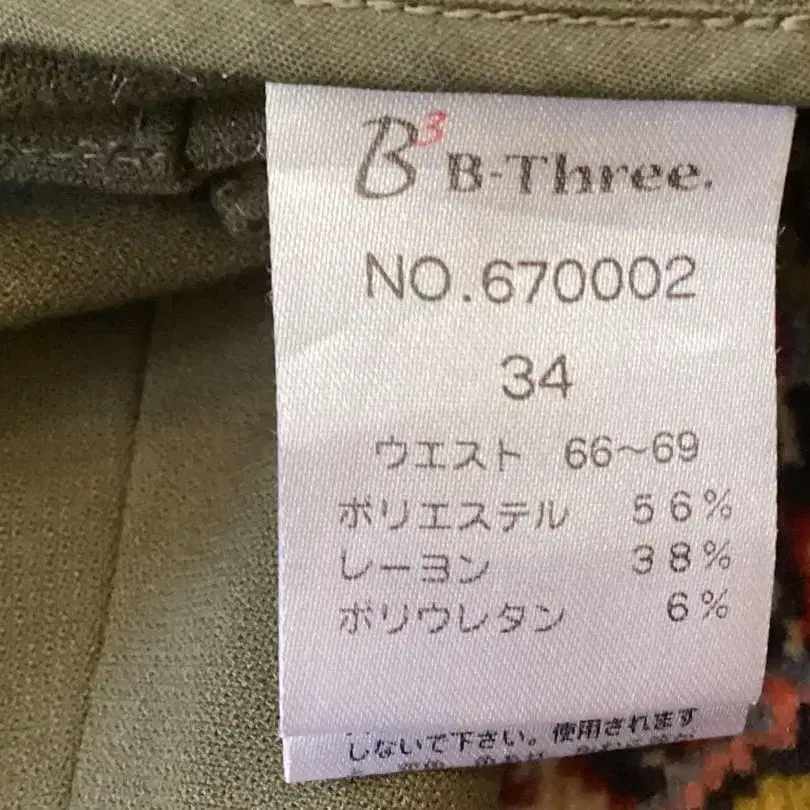 B3 B-Three.
NO.670002
34
ウエスト 66〜69
ポリエステル 56%
レーヨン 38%
ポリウレタン 6%
しないで下さい。使用されます